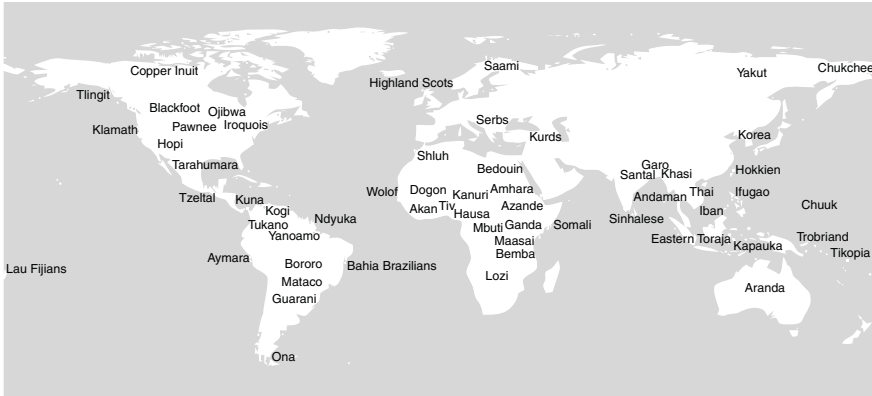 Copper Inuit
Saami
Yakut
Chukchee
Highland Scots
Tlingit
Blackfoot
Ojibwa
Pawnee
Iroquois
Klamath
Serbs
Kurds
Korea
Hopi
Shluh
Tarahumara
Bedouin
Garo
Santal
Khasi
Hokkien
Tzeltal
Kuna
Wolof
Dogon
Kanuri
Amhara
Andaman
Thai
Ifugao
Kogi
Ndyuka
Akan
Tiv
Hausa
Azande
Sinhalese
Iban
Chuuk
Tukano
Yanoamo
Mbuti
Ganda
Somali
Maasai
Eastern Toraja
Kapauka
Trobriand
Tikopia
Aymara
Bororo
Bahia Brazilians
Bemba
Lau Fijians
Mataco
Lozi
Guarani
Aranda
Ona